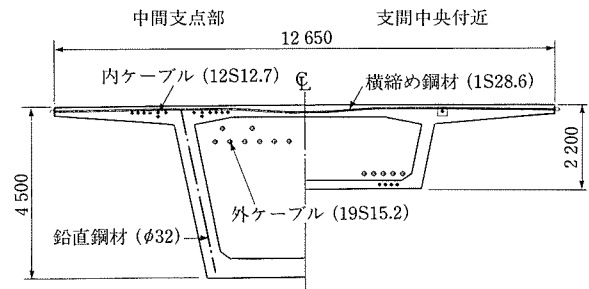 中間支点部
支間中央付近
12 650
内ケーブル (12S12.7)
℄
横締め鋼材 (1S28.6)
4 500
2 200
外ケーブル (19S15.2)
鉛直鋼材 (φ32)